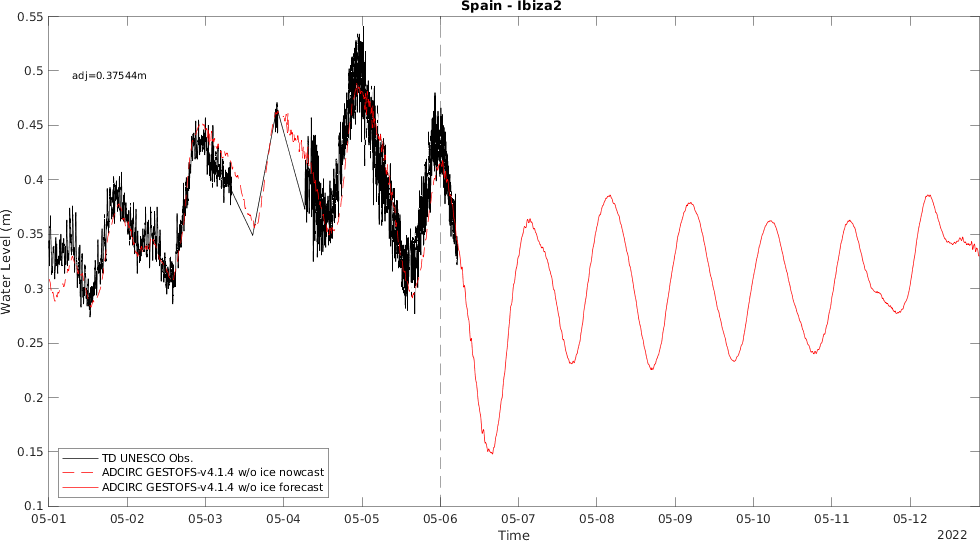 Spain - Ibiza2
0.55
0.5
0.45
0.4
0.35
0.3
0.25
0.2
0.15
0.1
Water Level (m)
adj=0.37544m
TD UNESCO Obs.
ADCIRC GESTOFS-v4.1.4 w/o ice nowcast
ADCIRC GESTOFS-v4.1.4 w/o ice forecast
05-01 05-02 05-03 05-04 05-05 05-06 05-07 05-08 05-09 05-10 05-11 05-12
Time
2022